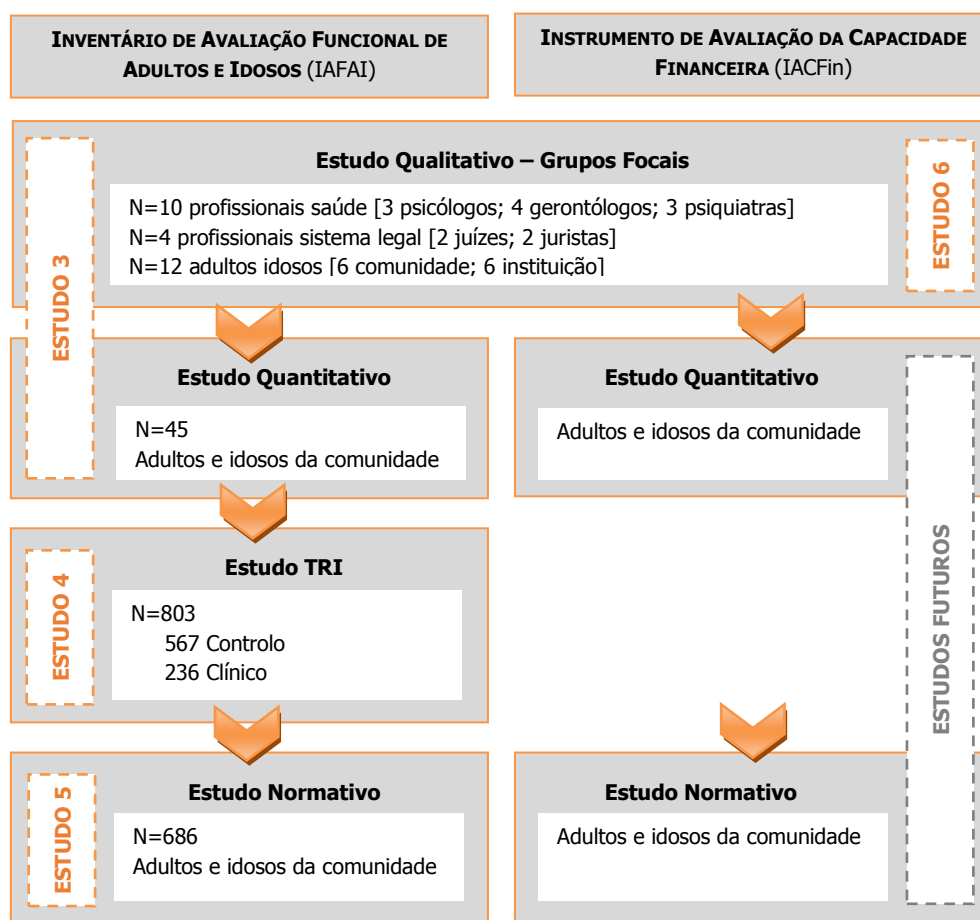 INVENTÁRIO DE AVALIAÇÃO FUNCIONAL DE
ADULTOS E IDOSOS (IAFAI)
INSTRUMENTO DE AVALIAÇÃO DA CAPACIDADE
FINANCEIRA (IACFin)
ESTUDO 3
Estudo Qualitativo – Grupos Focais
N=10 profissionais saúde [3 psicólogos; 4 gerontólogos; 3 psiquiatras]
N=4 profissionais sistema legal [2 juízes; 2 juristas]
N=12 adultos idosos [6 comunidade; 6 instituição]
ESTUDO 6
Estudo Quantitativo
N=45
Adultos e idosos da comunidade
Estudo Quantitativo
Adultos e idosos da comunidade
ESTUDOS FUTUROS
ESTUDO 4
Estudo TRI
N=803
567 Controlo
236 Clínico
ESTUDO 5
Estudo Normativo
N=686
Adultos e idosos da comunidade
Estudo Normativo
Adultos e idosos da comunidade